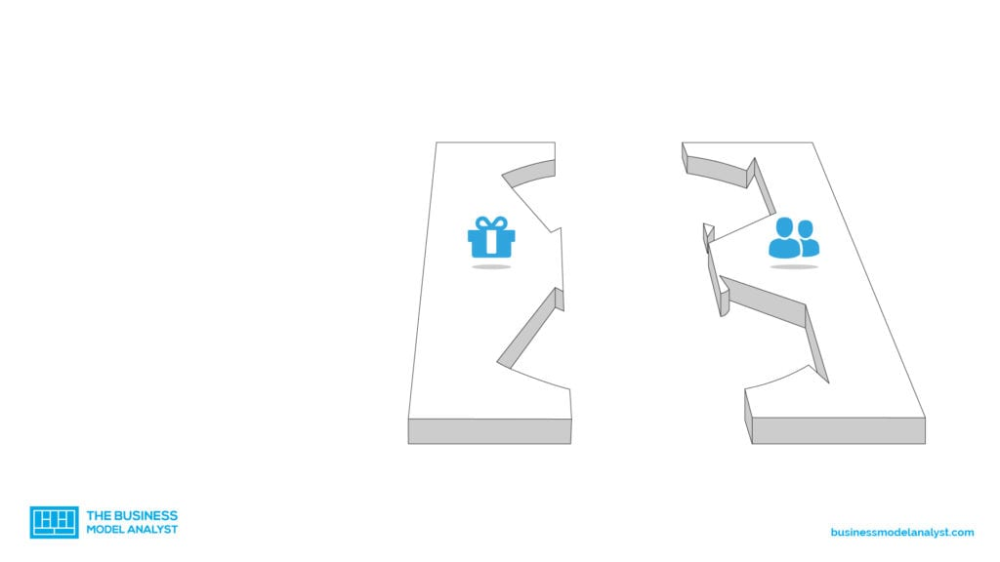 THE BUSINESS
MODEL ANALYST
businessmodelanalyst.com